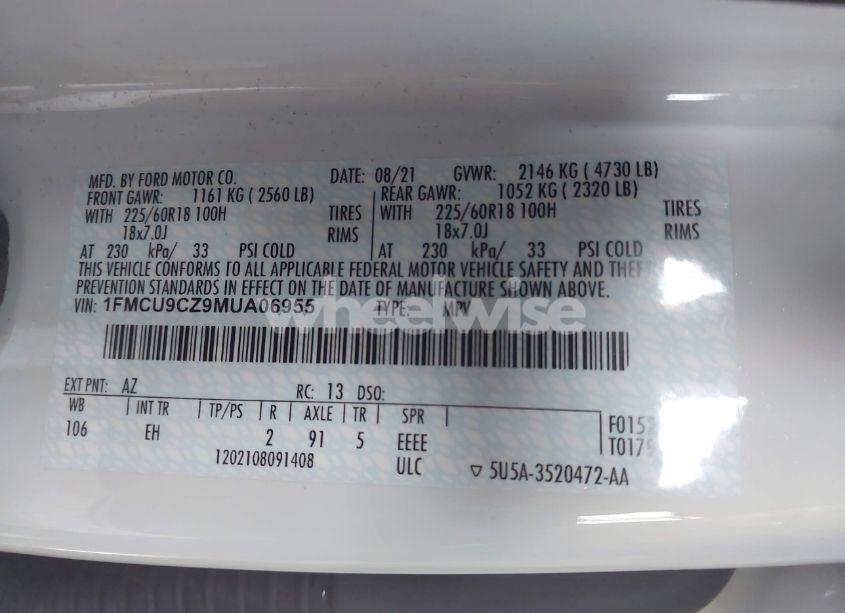 MFD. BY FORD MOTOR CO. DATE: 08/21 GVWR: 2146 KG ( 4730 LB)
FRONT GAWR: 1161 KG ( 2560 LB) REAR GAWR: 1052 KG ( 2320 LB)
WITH 225/60R18 100H TIRES WITH 225/60R18 100H TIRES
18x7.0J RIMS 18x7.0J RIMS
AT 230 kPa/ 33 PSI COLD AT 230 kPa/ 33 PSI COLD
THIS VEHICLE CONFORMS TO ALL APPLICABLE FEDERAL MOTOR VEHICLE SAFETY AND THEFT
PREVENTION STANDARDS IN EFFECT ON THE DATE OF MANUFACTURE SHOWN ABOVE.
VIN: 1FMCU9CZ9MUA06955 TYPE: MPV
wheelwise
EXT PNT: AZ RC: 13 DSO:
WB INT TR TP/PS R AXLE TR SPR F0152
106 EH 2 91 5 EEEE T0179
1202108091408 ULC 5U5A-3520472-AA